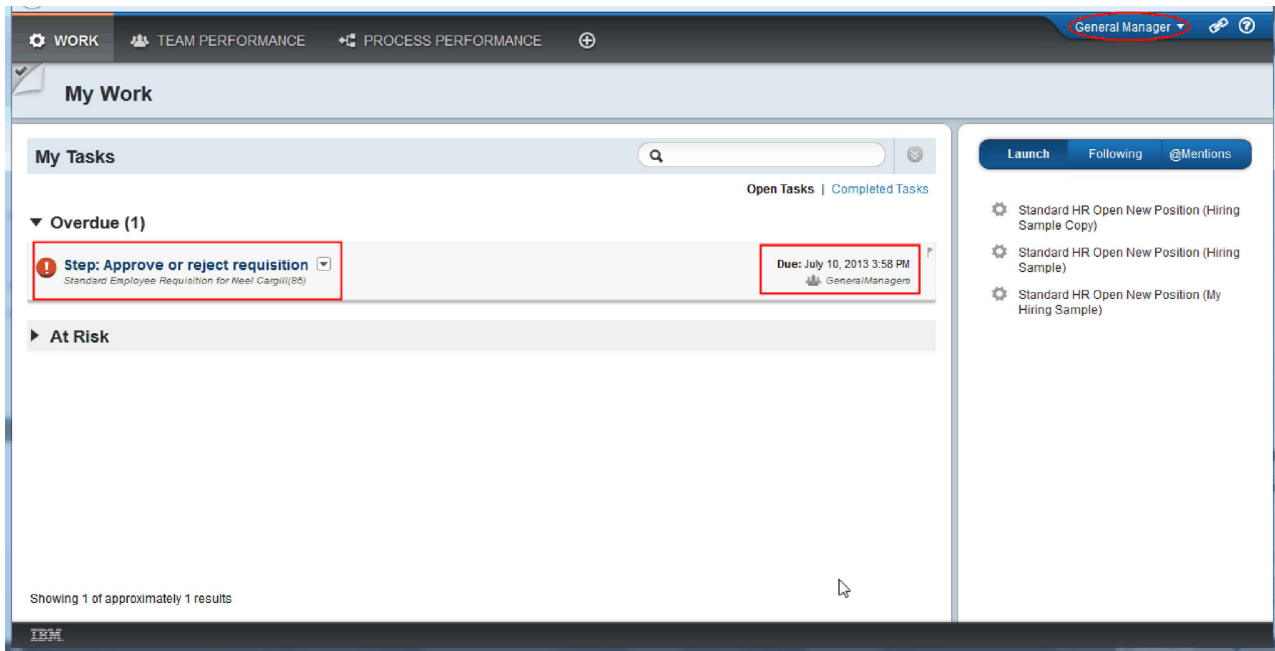 WORK
TEAM PERFORMANCE
PROCESS PERFORMANCE
General Manager
My Work
My Tasks
Open Tasks | Completed Tasks
Overdue (1)
Step: Approve or reject requisition
Standard Employee Requisition for Neel Cargill(85)
Due: July 10, 2013 3:58 PM
GeneralManagers
At Risk
Showing 1 of approximately 1 results
Launch
Following
@Mentions
Standard HR Open New Position (Hiring
Sample Copy)
Standard HR Open New Position (Hiring
Sample)
Standard HR Open New Position (My
Hiring Sample)
IBM.